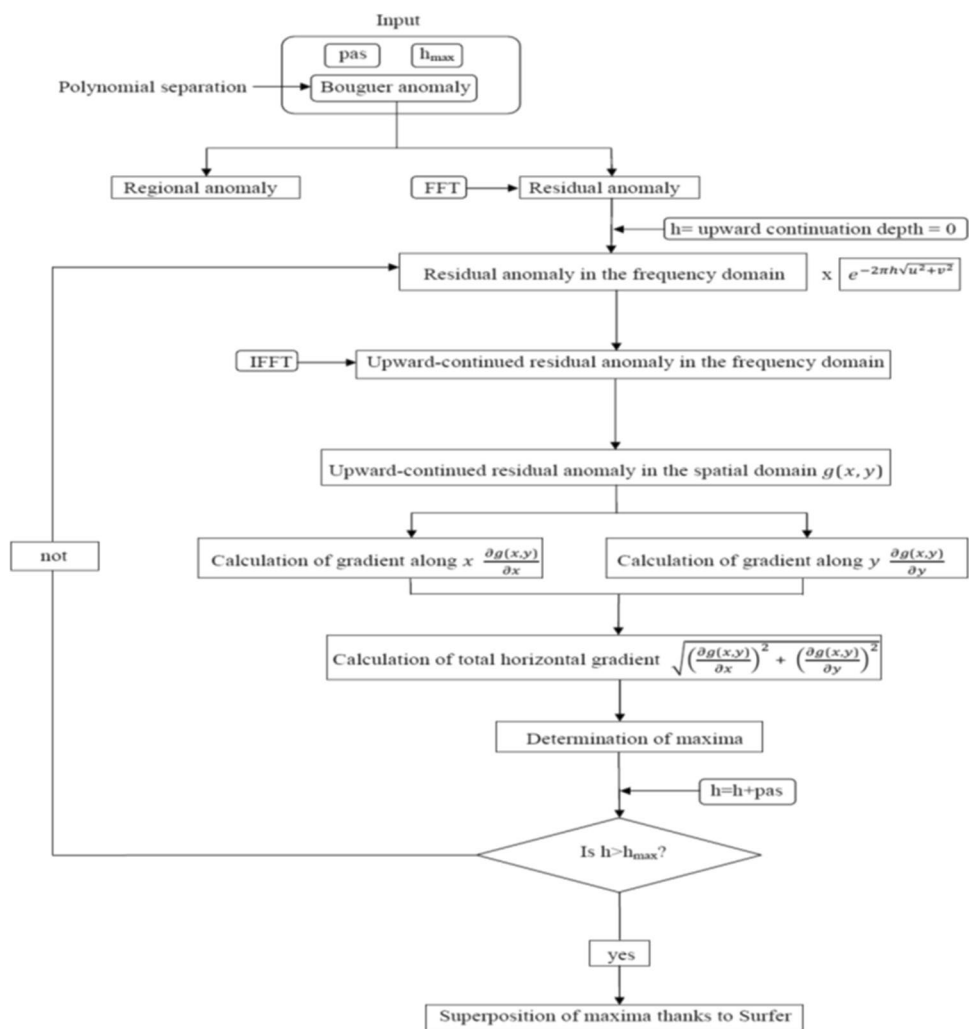 Input
pas
h_max
Polynomial separation
Bouguer anomaly
Regional anomaly
FFT
Residual anomaly
h= upward continuation depth = 0
Residual anomaly in the frequency domain
x
e^{-2πh√(u²+v²)}
IFFT
Upward-continued residual anomaly in the frequency domain
Upward-continued residual anomaly in the spatial domain g(x, y)
not
Calculation of gradient along x ∂g(x,y)/∂x
Calculation of gradient along y ∂g(x,y)/∂y
Calculation of total horizontal gradient √((∂g(x,y)/∂x)² + (∂g(x,y)/∂y)²)
Determination of maxima
h=h+pas
Is h>h_max?
yes
Superposition of maxima thanks to Surfer